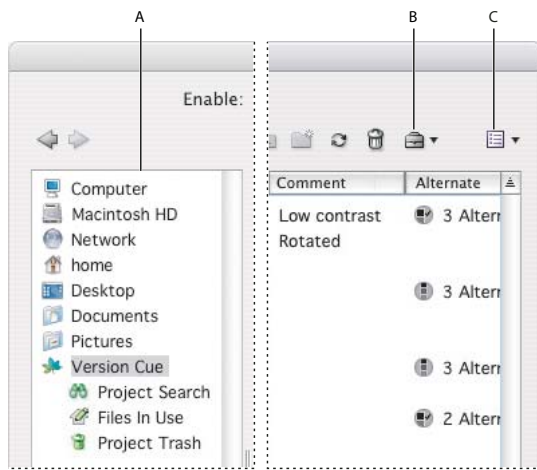 A
B
C
Enable:
Computer
Macintosh HD
Network
home
Desktop
Documents
Pictures
Version Cue
Project Search
Files In Use
Project Trash
Comment Alternate
Low contrast 3 Altern
Rotated
3 Altern
3 Altern
2 Altern